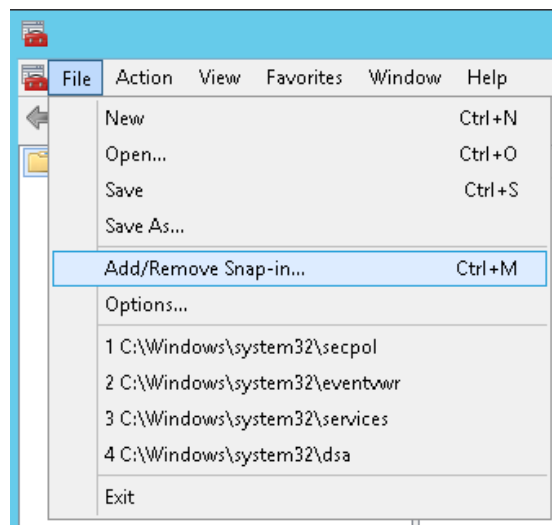 File Action View Favorites Window Help
New Ctrl+N
Open... Ctrl+O
Save Ctrl+S
Save As...
Add/Remove Snap-in... Ctrl+M
Options...
1 C:\Windows\system32\secpol
2 C:\Windows\system32\eventvwr
3 C:\Windows\system32\services
4 C:\Windows\system32\dsa
Exit